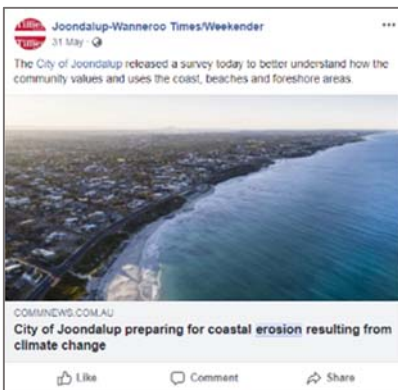 Times
Times
Joondalup-Wanneroo Times/Weekender
31 May ·
The City of Joondalup released a survey today to better understand how the
community values and uses the coast, beaches and foreshore areas.
COMMNEWS.COM.AU
City of Joondalup preparing for coastal erosion resulting from
climate change
Like Comment Share